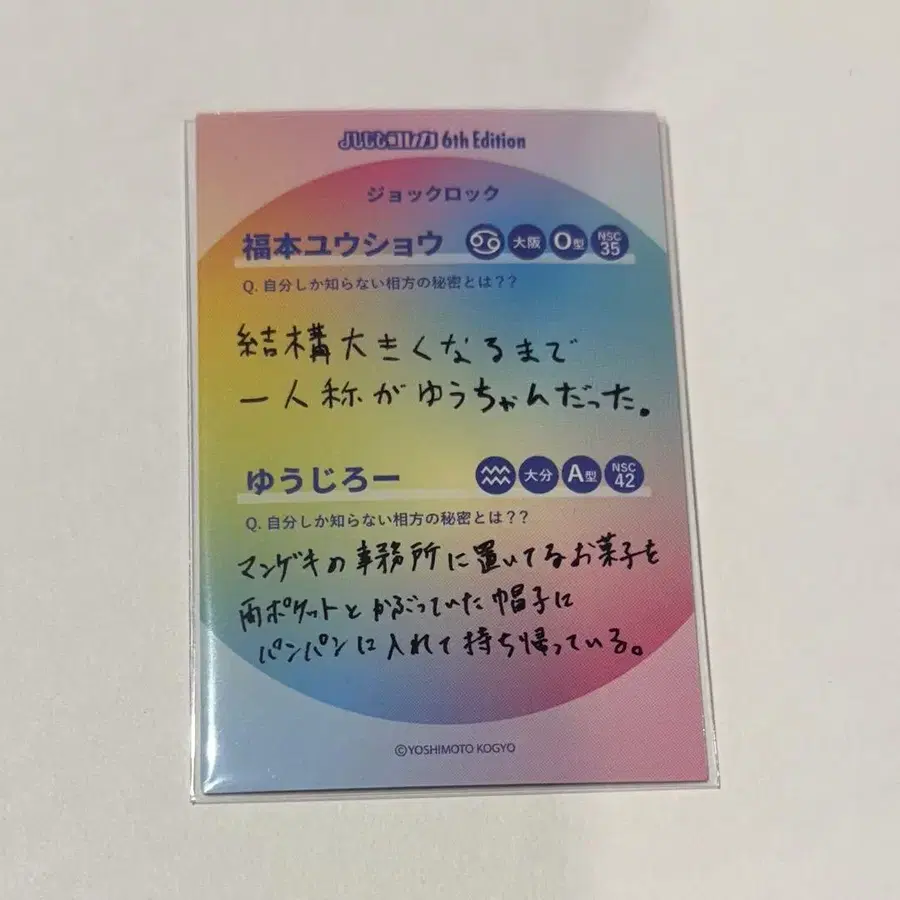 よしもとコレカ 6th Edition
ジョックロック
福本ユウショウ ♋ 大阪 O型 NSC 35
Q. 自分しか知らない相方の秘密とは??
結構大きくなるまで
一人称がゆうちゃんだった。
ゆうじろー ♒ 大分 A型 NSC 42
Q. 自分しか知らない相方の秘密とは??
マンゲキの事務所に置いてるお菓子を
両ポケットとかぶっていた帽子に
パンパンに入れて持ち帰っている。
©YOSHIMOTO KOGYO